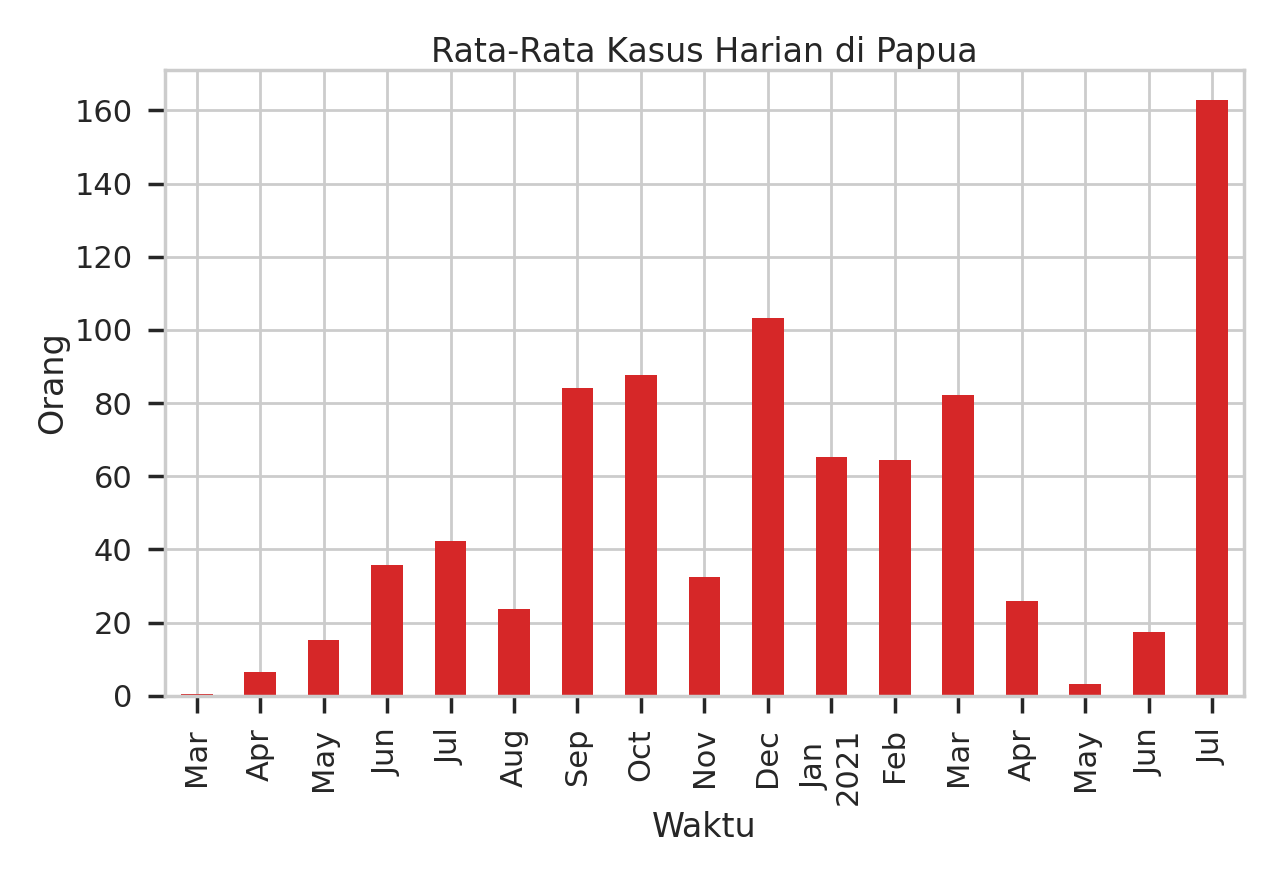 Rata-Rata Kasus Harian di Papua
Orang
160
140
120
100
80
60
40
20
0
Mar
Apr
May
Jun
Jul
Aug
Sep
Oct
Nov
Dec
Jan
2021
Feb
Mar
Apr
May
Jun
Jul
Waktu